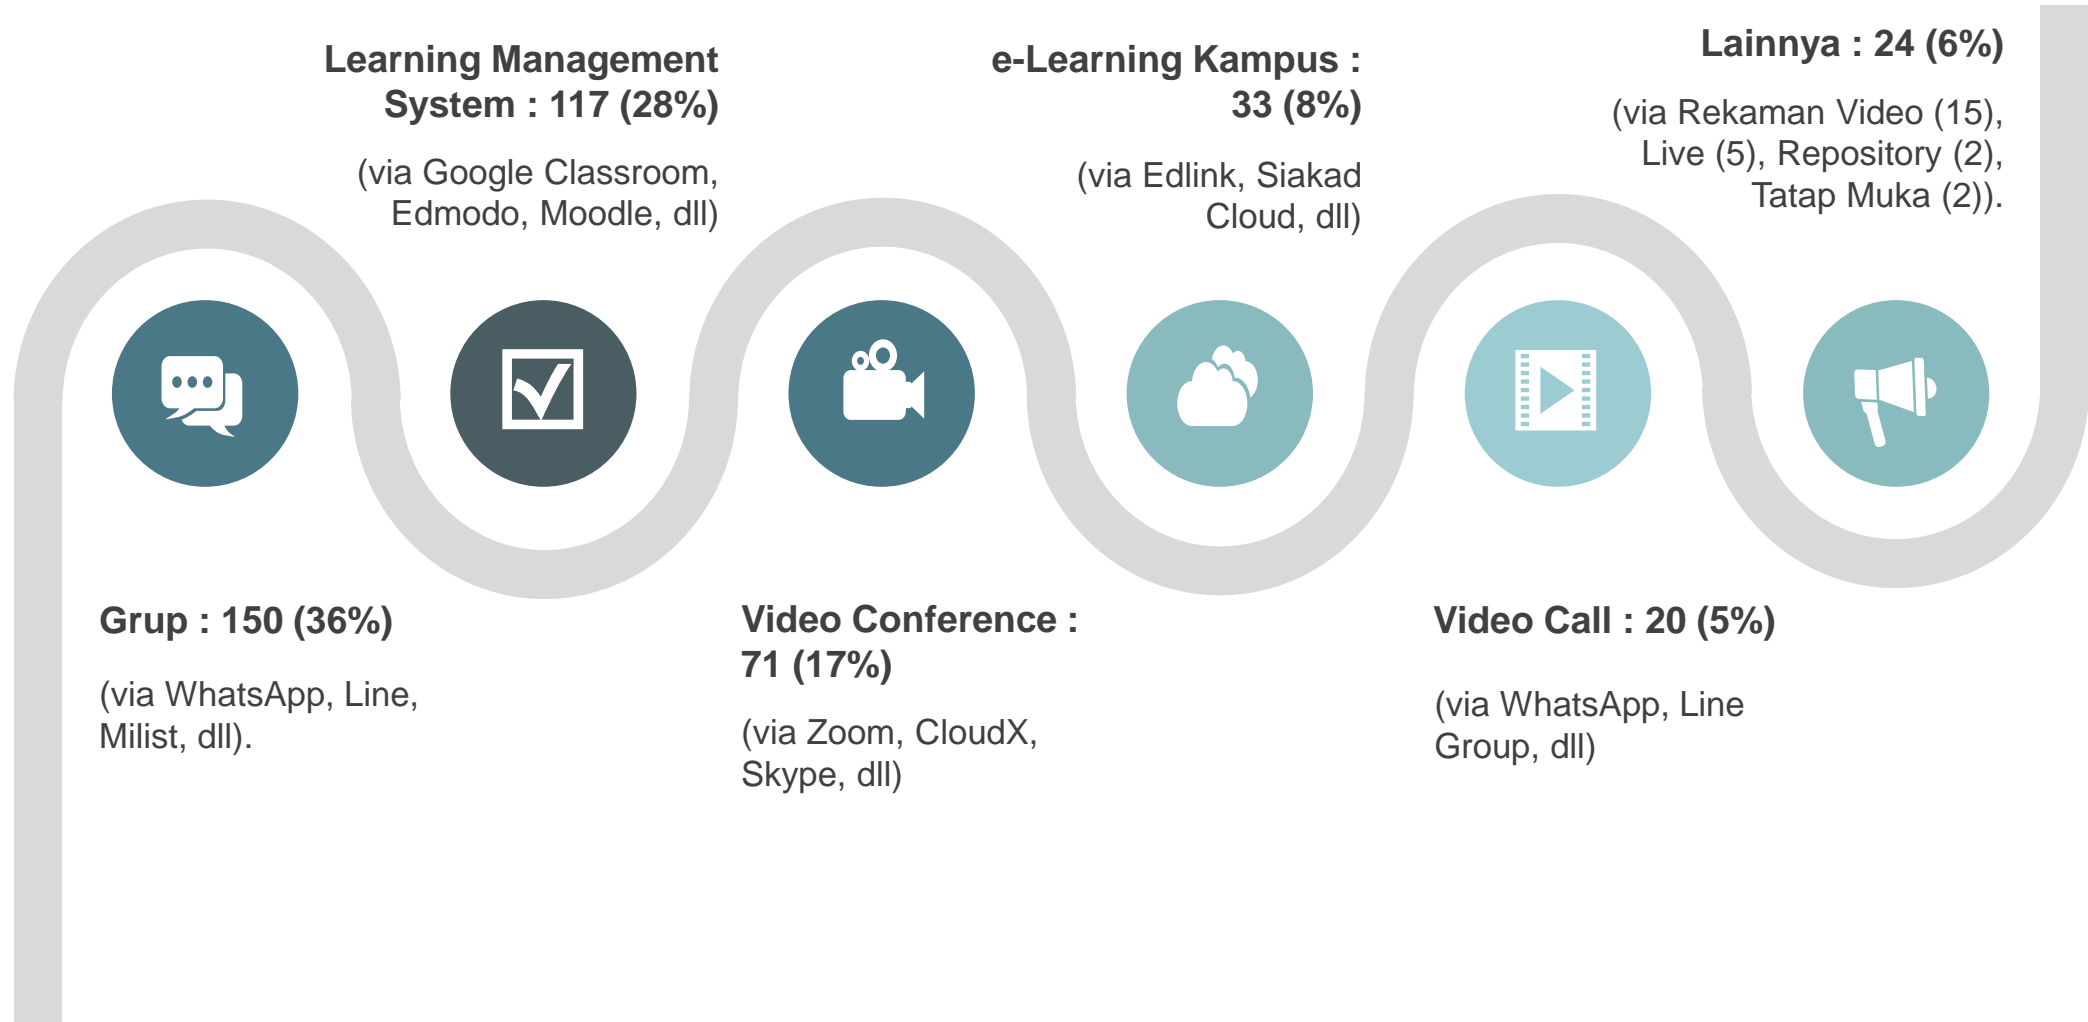 Learning Management
System : 117 (28%)
(via Google Classroom,
Edmodo, Moodle, dll)
e-Learning Kampus :
33 (8%)
(via Edlink, Siakad
Cloud, dll)
Lainnya : 24 (6%)
(via Rekaman Video (15),
Live (5), Repository (2),
Tatap Muka (2)).
Grup : 150 (36%)
(via WhatsApp, Line,
Milist, dll).
Video Conference :
71 (17%)
(via Zoom, CloudX,
Skype, dll)
Video Call : 20 (5%)
(via WhatsApp, Line
Group, dll)